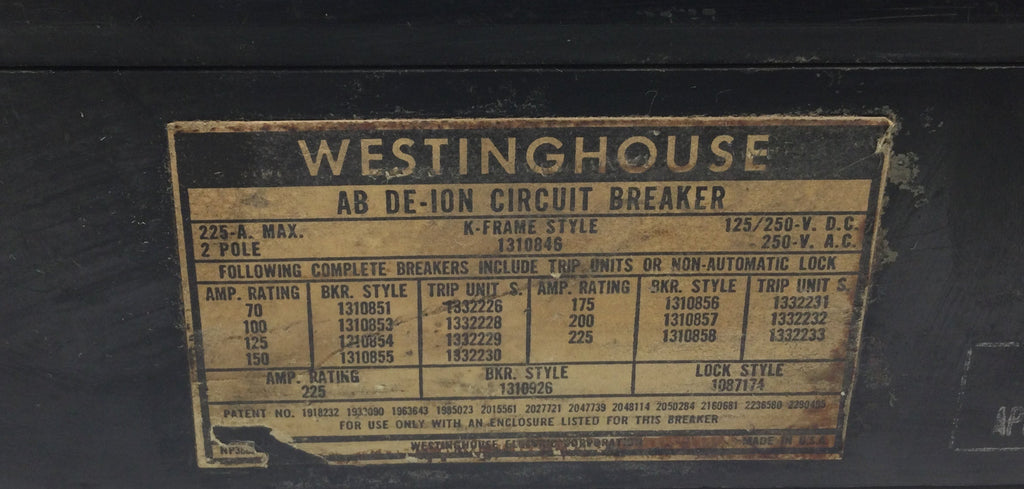 WESTINGHOUSE
AB DE-ION CIRCUIT BREAKER
225-A. MAX. K-FRAME STYLE 125/250-V. D.C.
2 POLE 1310846 250-V. A.C.
FOLLOWING COMPLETE BREAKERS INCLUDE TRIP UNITS OR NON-AUTOMATIC LOCK
AMP. RATING BKR. STYLE TRIP UNIT S. AMP. RATING BKR. STYLE TRIP UNIT S.
70 1310851 1332226 175 1310856 1332231
100 1310853 1332228 200 1310857 1332232
125 1310854 1332229 225 1310858 1332233
150 1310855 1332230
AMP. RATING BKR. STYLE LOCK STYLE
225 1310926 1087174
PATENT NO. 1918232 1933090 1963643 1985023 2015561 2027721 2047739 2048114 2050284 2160681 2236580
FOR USE ONLY WITH AN ENCLOSURE LISTED FOR THIS BREAKER
WESTINGHOUSE ELECTRIC CORPORATION MADE IN U.S.A.